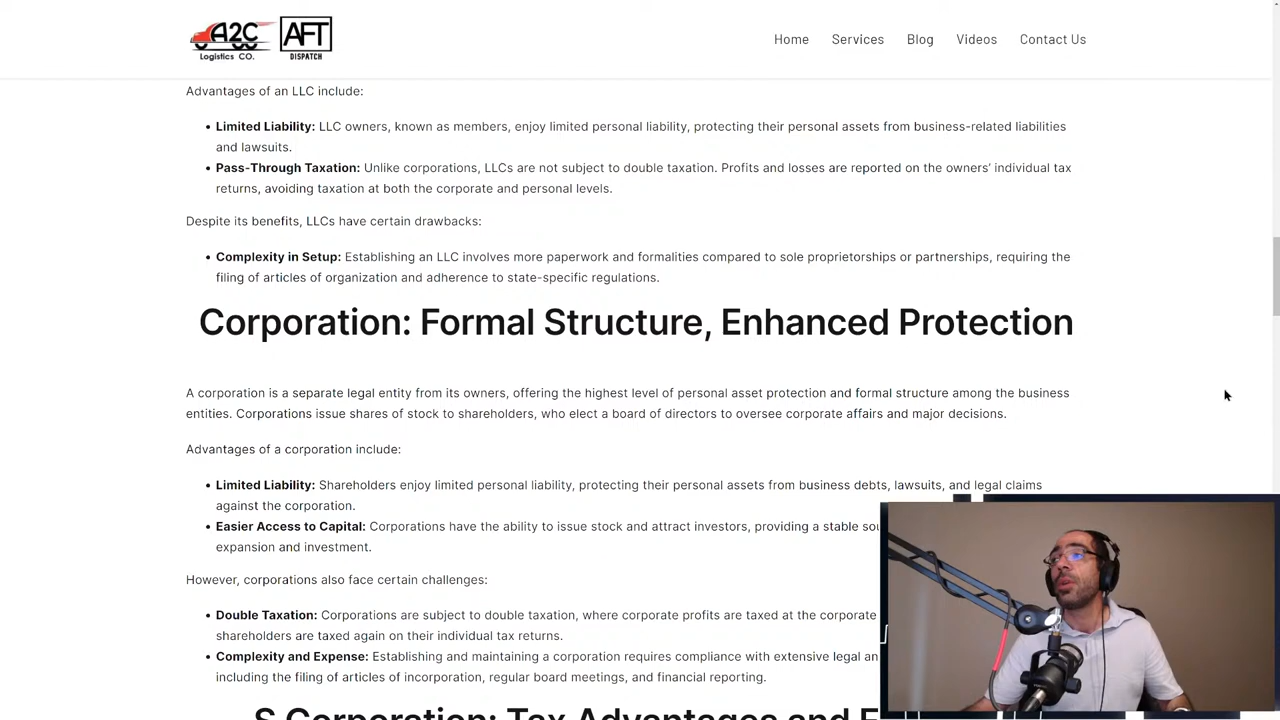 A2C
Logistics CO.
AFT
DISPATCH
Home Services Blog Videos Contact Us
Advantages of an LLC include:
• Limited Liability: LLC owners, known as members, enjoy limited personal liability, protecting their personal assets from business-related liabilities
and lawsuits.
• Pass-Through Taxation: Unlike corporations, LLCs are not subject to double taxation. Profits and losses are reported on the owners’ individual tax
returns, avoiding taxation at both the corporate and personal levels.
Despite its benefits, LLCs have certain drawbacks:
• Complexity in Setup: Establishing an LLC involves more paperwork and formalities compared to sole proprietorships or partnerships, requiring the
filing of articles of organization and adherence to state-specific regulations.
Corporation: Formal Structure, Enhanced Protection
A corporation is a separate legal entity from its owners, offering the highest level of personal asset protection and formal structure among the business
entities. Corporations issue shares of stock to shareholders, who elect a board of directors to oversee corporate affairs and major decisions.
Advantages of a corporation include:
• Limited Liability: Shareholders enjoy limited personal liability, protecting their personal assets from business debts, lawsuits, and legal claims
against the corporation.
• Easier Access to Capital: Corporations have the ability to issue stock and attract investors, providing a stable
expansion and investment.
However, corporations also face certain challenges:
• Double Taxation: Corporations are subject to double taxation, where corporate profits are taxed at the corporate
shareholders are taxed again on their individual tax returns.
• Complexity and Expense: Establishing and maintaining a corporation requires compliance with extensive legal
including the filing of articles of incorporation, regular board meetings, and financial reporting.
S Corporation: Tax Advantages and